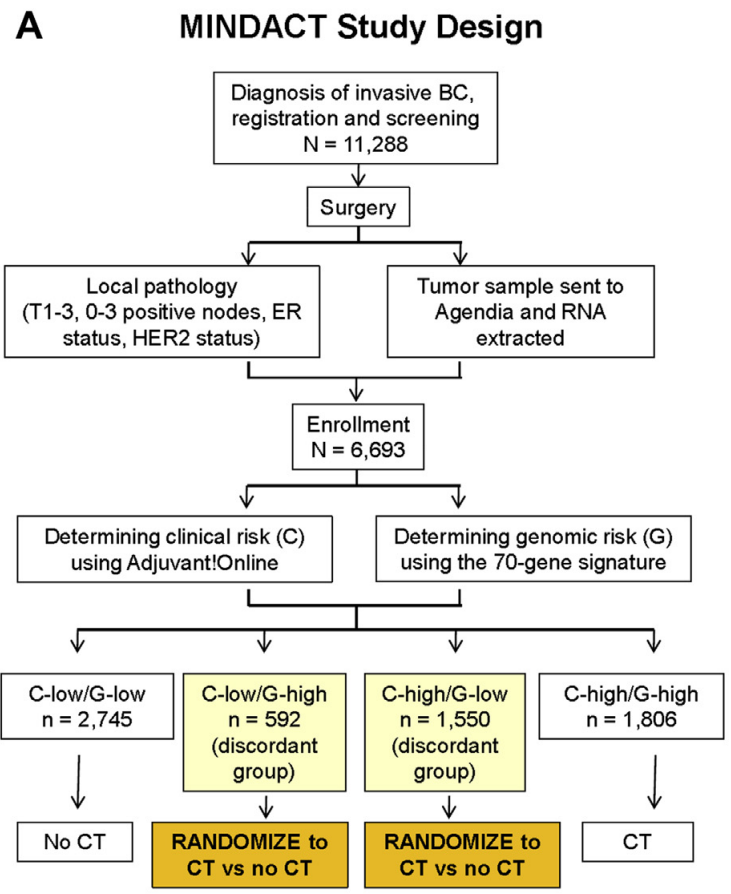 A
MINDACT Study Design
Diagnosis of invasive BC,
registration and screening
N = 11,288
Surgery
Local pathology
(T1-3, 0-3 positive nodes, ER
status, HER2 status)
Tumor sample sent to
Agendia and RNA
extracted
Enrollment
N = 6,693
Determining clinical risk (C)
using Adjuvant!Online
Determining genomic risk (G)
using the 70-gene signature
C-low/G-low
n = 2,745
C-low/G-high
n = 592
(discordant
group)
C-high/G-low
n = 1,550
(discordant
group)
C-high/G-high
n = 1,806
No CT
RANDOMIZE to
CT vs no CT
RANDOMIZE to
CT vs no CT
CT